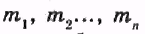 m₁, m₂..., mₙ